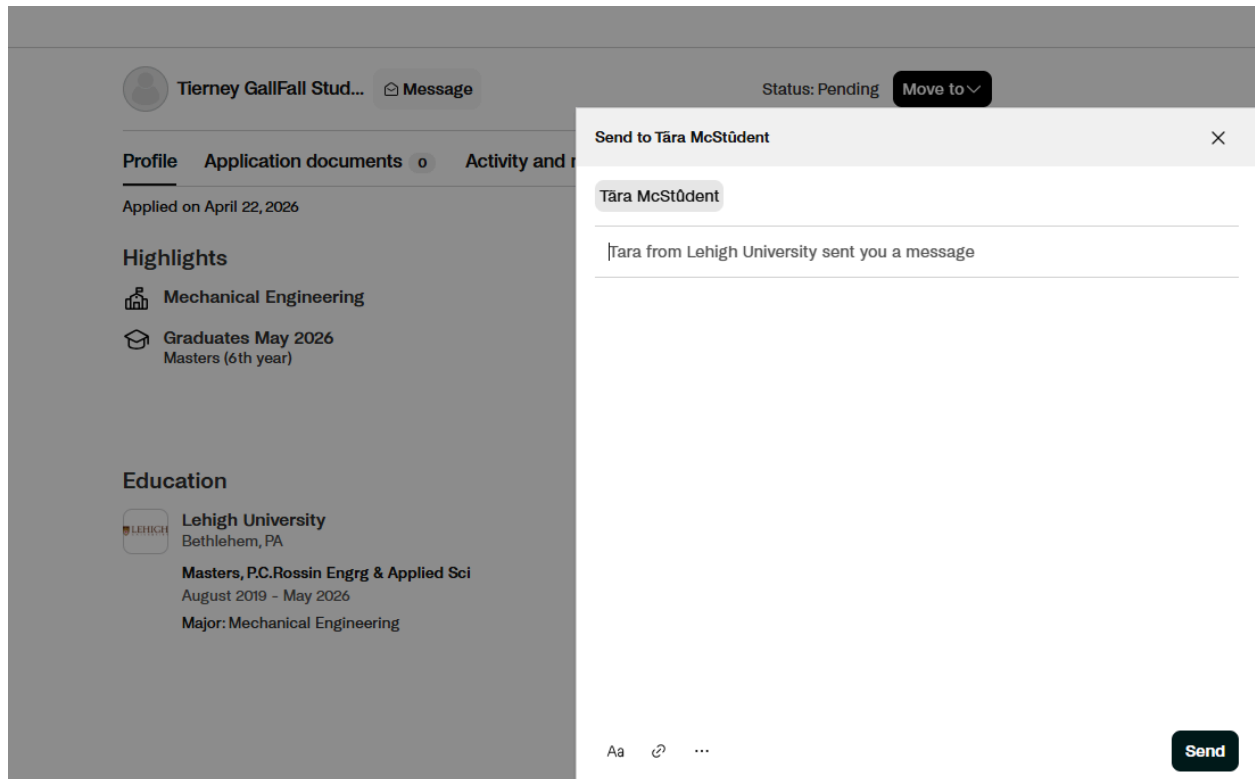 Tierney GallFall Stud... Message
Status: Pending Move to
Profile Application documents 0 Activity and
Applied on April 22, 2026
Highlights
Mechanical Engineering
Graduates May 2026
Masters (6th year)
Education
LEHIGH
Lehigh University
Bethlehem, PA
Masters, P.C.Rossin Engrg & Applied Sci
August 2019 - May 2026
Major: Mechanical Engineering
Send to Tāra McStûdent
Tāra McStûdent
Tara from Lehigh University sent you a message
Aa ...
Send